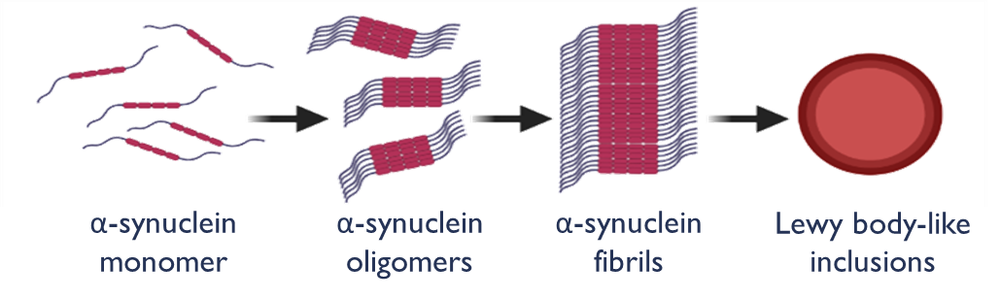 α-synuclein
monomer
α-synuclein
oligomers
α-synuclein
fibrils
Lewy body-like
inclusions